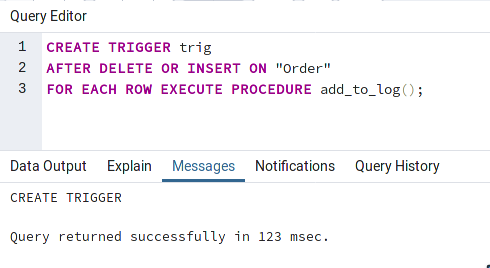 Query Editor
1 CREATE TRIGGER trig
2 AFTER DELETE OR INSERT ON "Order"
3 FOR EACH ROW EXECUTE PROCEDURE add_to_log();
Data Output Explain Messages Notifications Query History
CREATE TRIGGER
Query returned successfully in 123 msec.